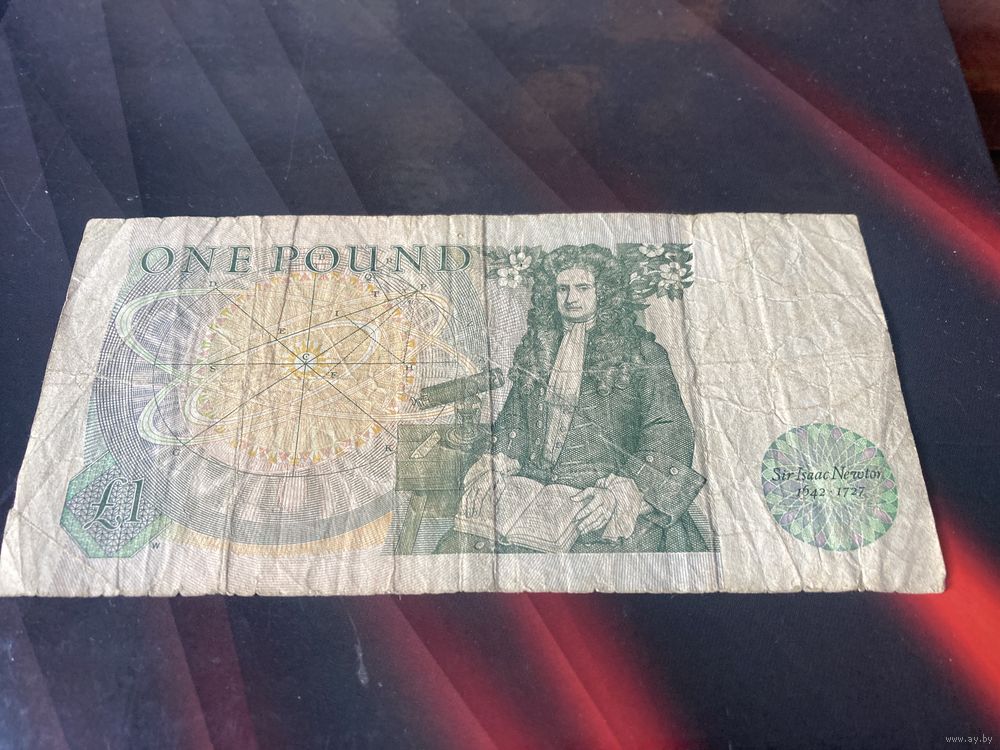 ONE POUND
D
Q
T
P
E
I
C
S
F
H
G
K
£1
W
Sir Isaac Newton
1642 · 1727
www.ay.by